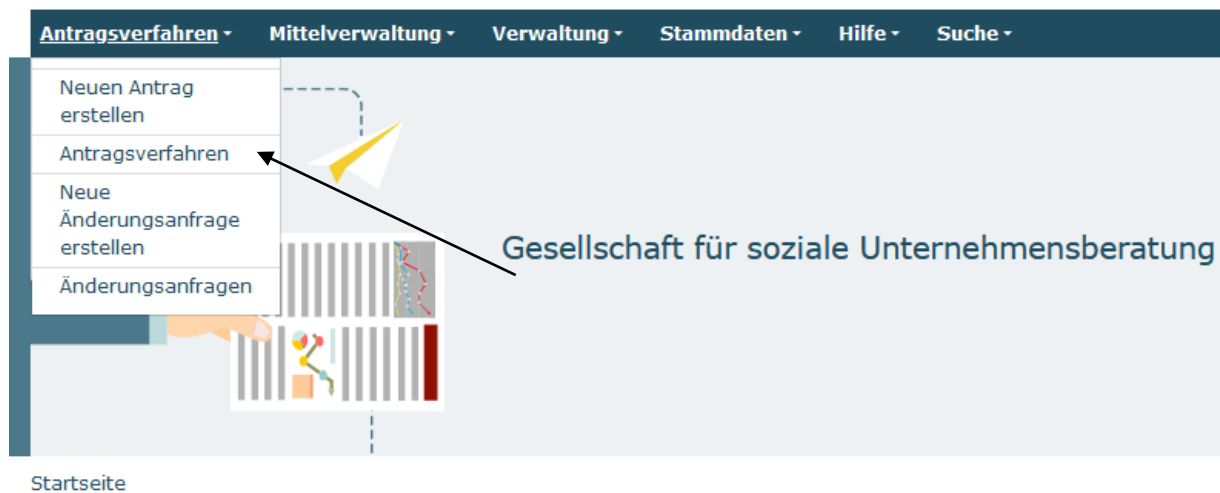 Antragsverfahren Mittelverwaltung Verwaltung Stammdaten Hilfe Suche
Neuen Antrag
erstellen
Antragsverfahren
Neue
Änderungsanfrage
erstellen
Änderungsanfragen
Gesellschaft für soziale Unternehmensberatung
Startseite